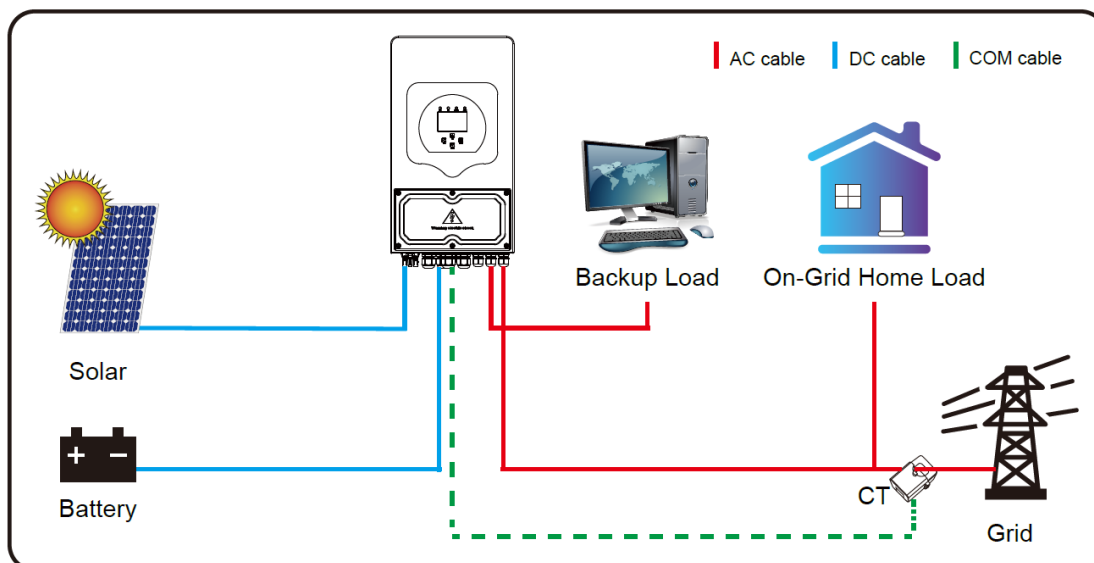 AC cable
DC cable
COM cable
Backup Load
On-Grid Home Load
Solar
Battery
+ −
CT
Grid